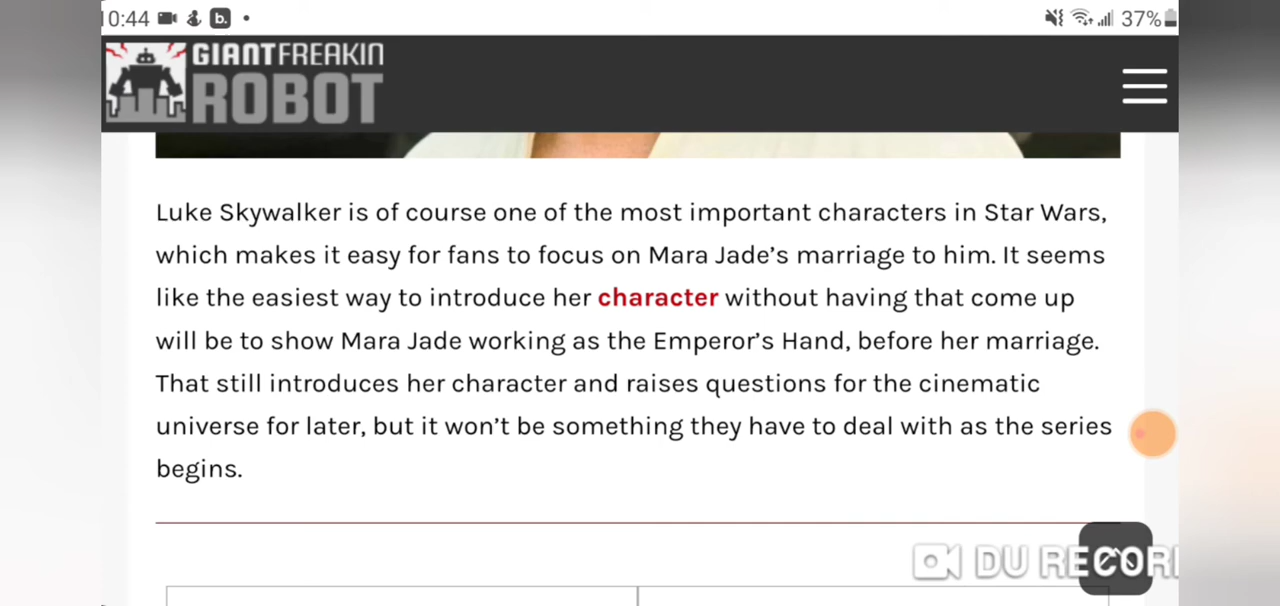 10:44 b. 37%
GIANTFREAKIN
ROBOT
Luke Skywalker is of course one of the most important characters in Star Wars,
which makes it easy for fans to focus on Mara Jade's marriage to him. It seems
like the easiest way to introduce her character without having that come up
will be to show Mara Jade working as the Emperor's Hand, before her marriage.
That still introduces her character and raises questions for the cinematic
universe for later, but it won't be something they have to deal with as the series
begins.
DU RECOR